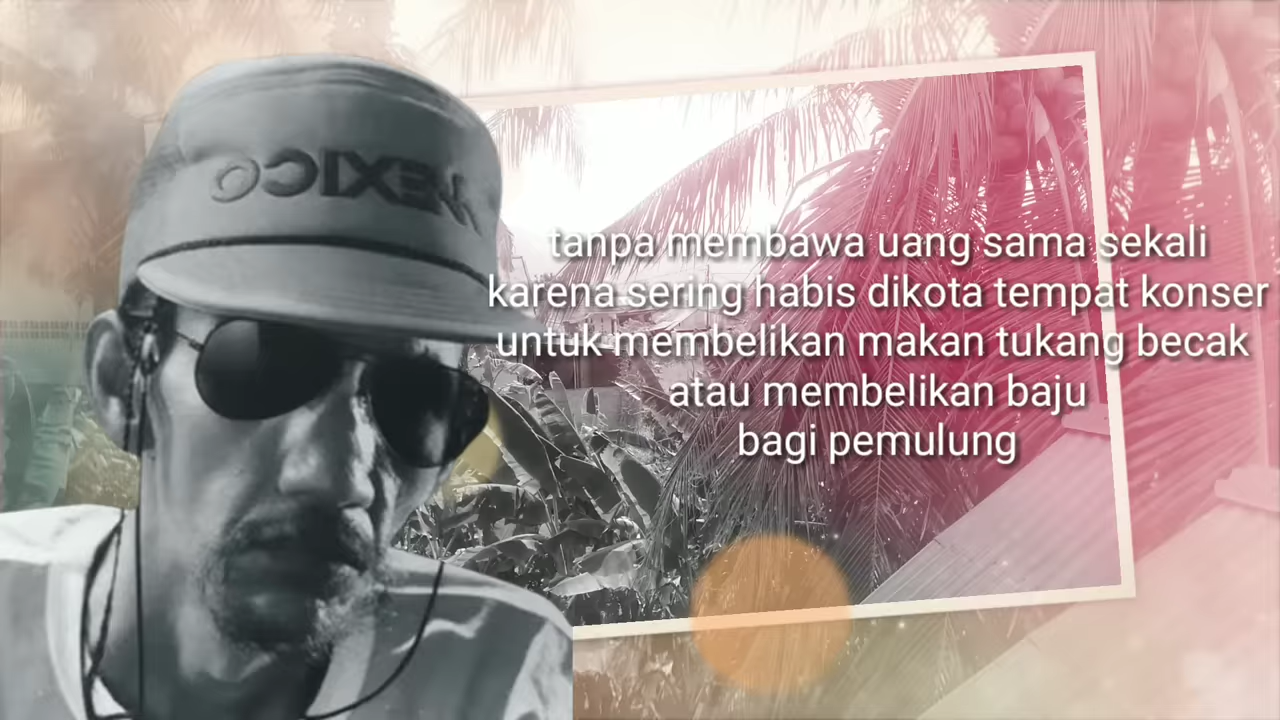 MEXICO
tanpa membawa uang sama sekali
karena sering habis dikota tempat konser
untuk membelikan makan tukang becak
atau membelikan baju
bagi pemulung